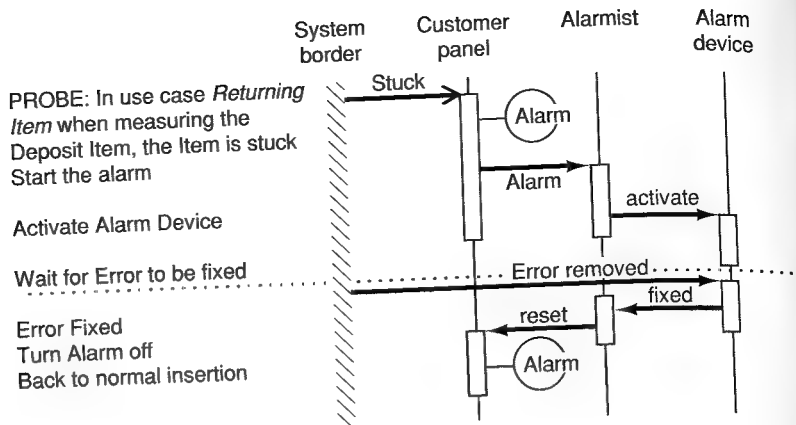 System border
Customer panel
Alarmist
Alarm device
PROBE: In use case Returning
Item when measuring the
Deposit Item, the Item is stuck
Start the alarm
Stuck
Alarm
Alarm
Activate Alarm Device
activate
Wait for Error to be fixed
Error removed
Error Fixed
fixed
Turn Alarm off
reset
Back to normal insertion
Alarm